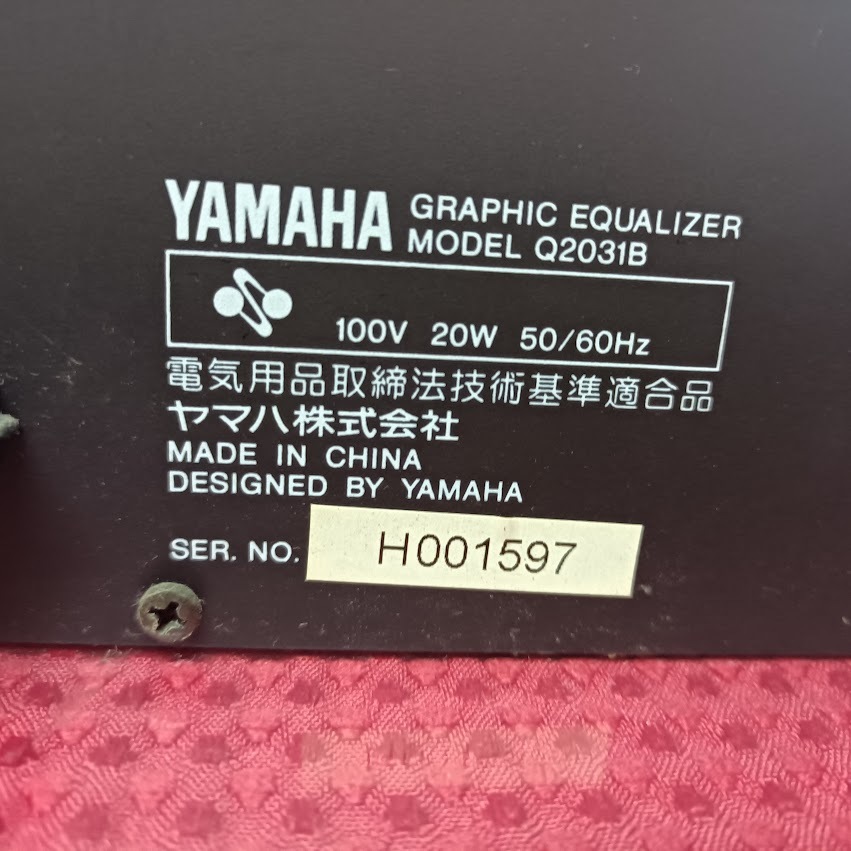 YAMAHA GRAPHIC EQUALIZER
MODEL Q2031B
100V 20W 50/60Hz
電気用品取締法技術基準適合品
ヤマハ株式会社
MADE IN CHINA
DESIGNED BY YAMAHA
SER. NO. H001597